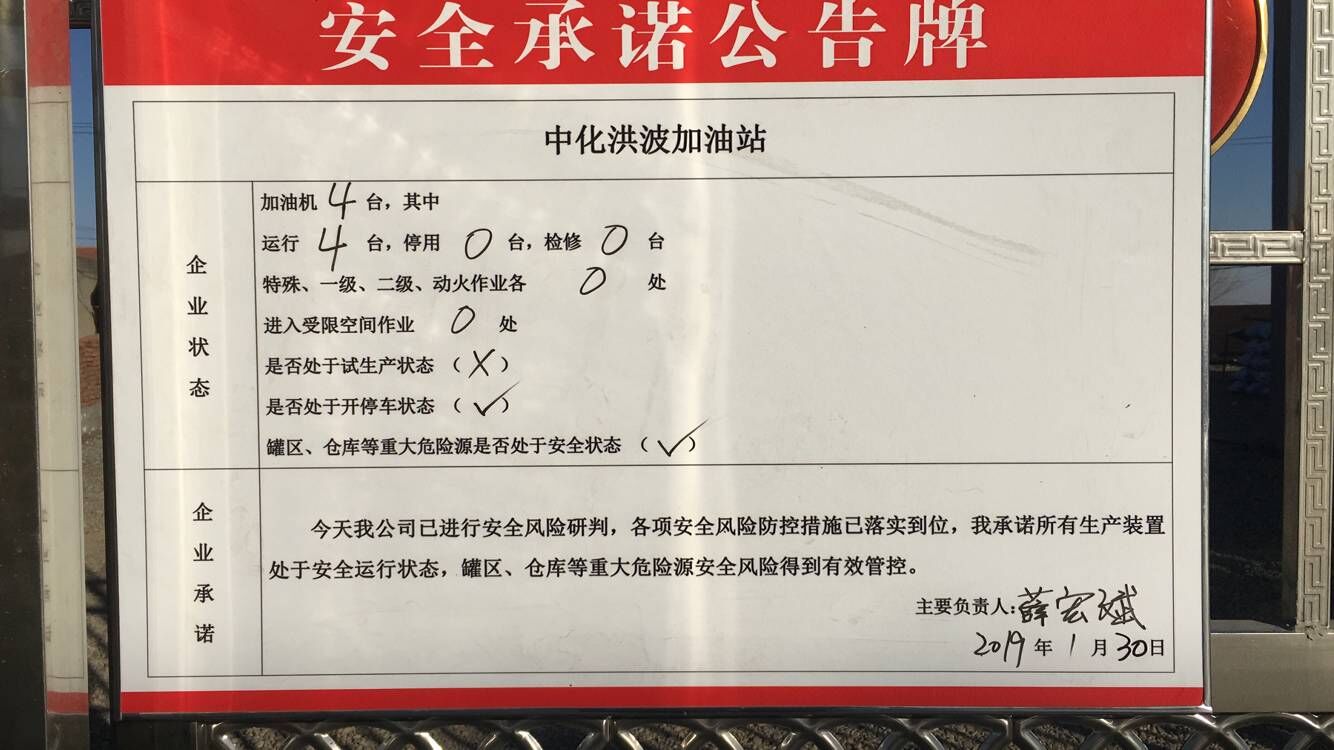 安全承诺公告牌
中化洪波加油站
企业状态
加油机 4 台，其中
运行 4 台，停用 0 台，检修 0 台
特殊、一级、二级、动火作业各 0 处
进入受限空间作业 0 处
是否处于试生产状态（X）
是否处于开停车状态（✓）
罐区、仓库等重大危险源是否处于安全状态（✓）
企业承诺
今天我公司已进行安全风险研判，各项安全风险防控措施已落实到位，我承诺所有生产装置
处于安全运行状态，罐区、仓库等重大危险源安全风险得到有效管控。
主要负责人：薛宏斌
2019年1月30日